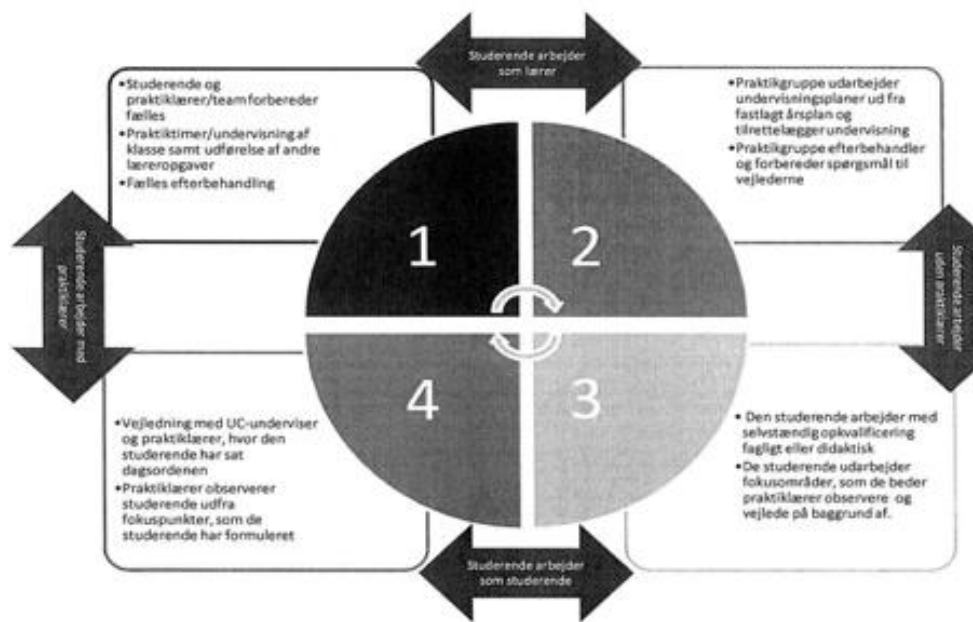 Studerende arbejder
som lærer
•Studerende og
praktiklærer/team forbereder
fælles
•Praktiktimer/undervisning af
klasse samt udførelse af andre
læreropgaver
•Fælles efterbehandling
•Praktikgruppe udarbejder
undervisningsplaner ud fra
fastlagt årsplan og
tilrettelægger undervisning
•Praktikgruppe efterbehandler
og forbereder spørgsmål til
vejlederne
1
2
Studerende arbejder med
praktiklærer
Studerende arbejder
uden praktiklærer
4
3
•Vejledning med UC-underviser
og praktiklærer, hvor den
studerende har sat
dagsordenen
•Praktiklærer observerer
studerende udfra
fokuspunkter, som de
studerende har formuleret
• Den studerende arbejder med
selvstændig opkvalificering
fagligt eller didaktisk
•De studerende udarbejder
fokusområder, som de beder
praktiklærer observere og
vejlede på baggrund af.
Studerende arbejder
som studerende